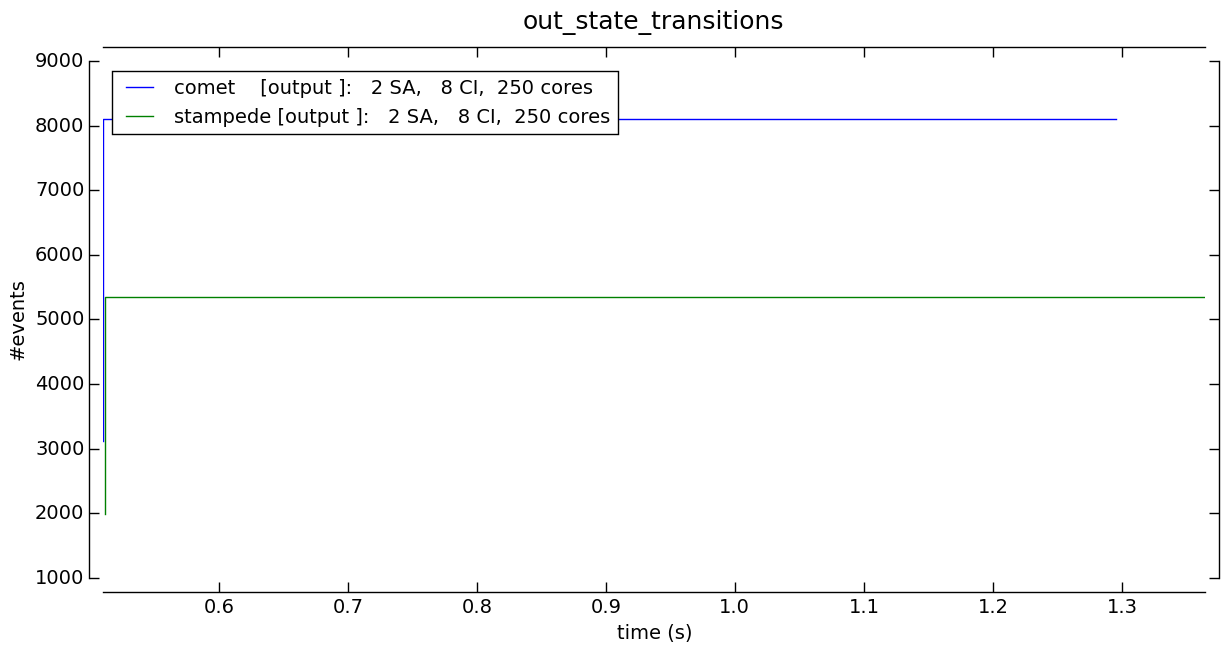 out_state_transitions
9000
8000
7000
6000
5000
4000
3000
2000
1000
#events
comet    [output ]:   2 SA,   8 CI,  250 cores
stampede [output ]:   2 SA,   8 CI,  250 cores
0.6 0.7 0.8 0.9 1.0 1.1 1.2 1.3
time (s)